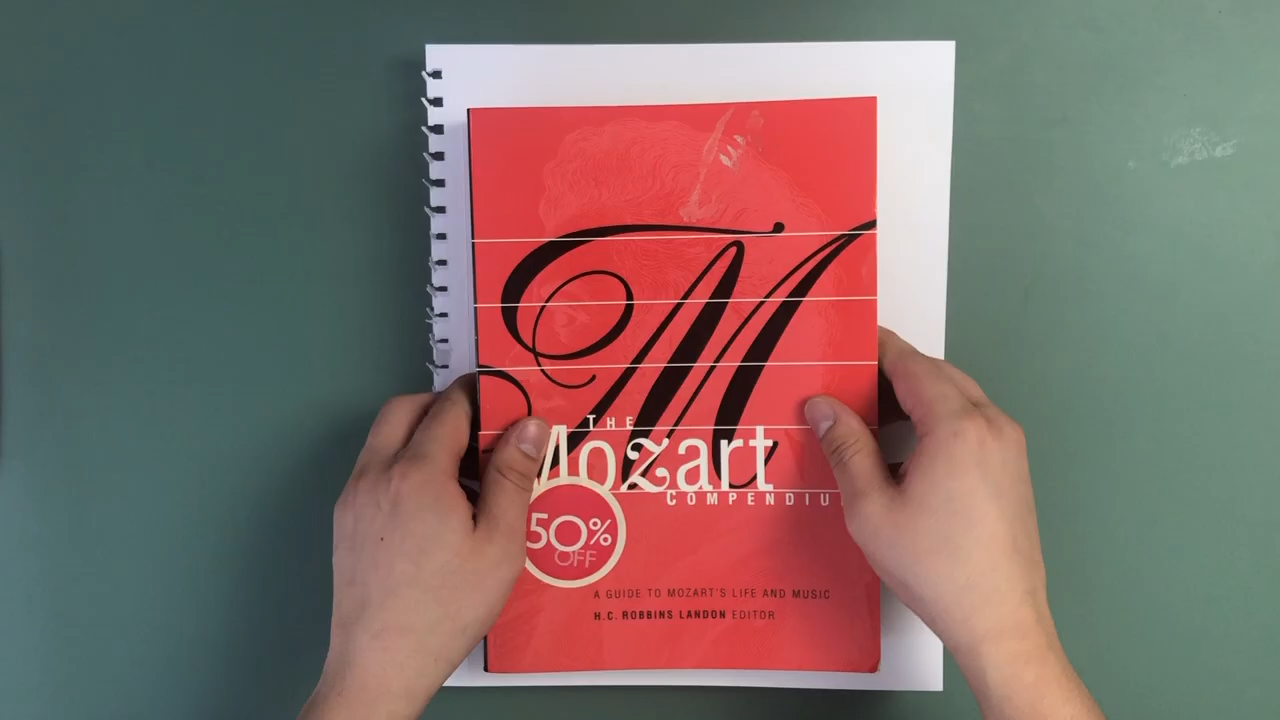 M
THE
Mozart
COMPENDIU
50%
OFF
A GUIDE TO MOZART'S LIFE AND MUSIC
H.C. ROBBINS LANDON EDITOR